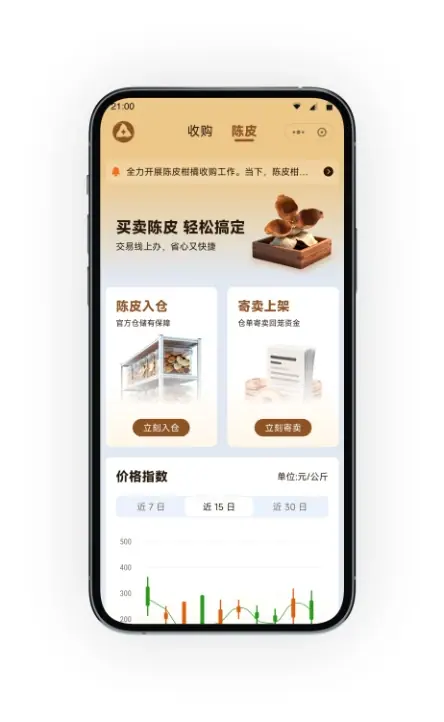 21:00
收购 陈皮
全力开展陈皮柑橘收购工作。当下，陈皮柑...
买卖陈皮 轻松搞定
交易线上办，省心又快捷
陈皮入仓
官方仓储有保障
立刻入仓
寄卖上架
仓单寄卖回笼资金
立刻寄卖
价格指数
单位:元/公斤
近 7 日 近 15 日 近 30 日
500
400
300
200